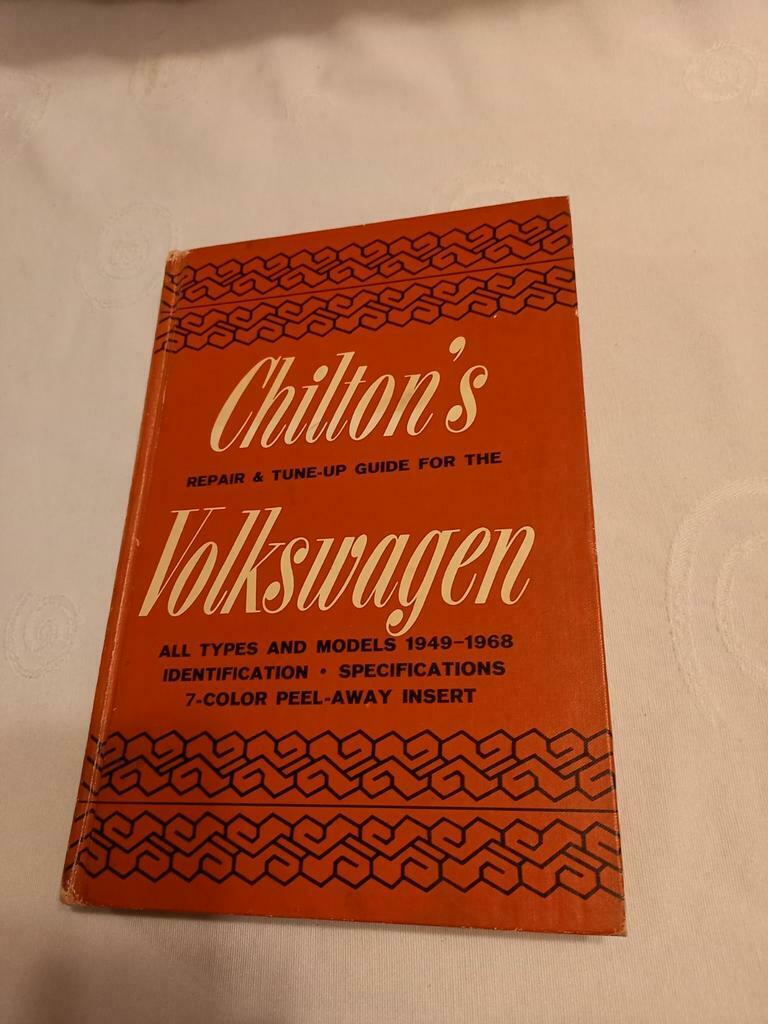 Chilton's
REPAIR & TUNE-UP GUIDE FOR THE
Volkswagen
ALL TYPES AND MODELS 1949-1968
IDENTIFICATION • SPECIFICATIONS
7-COLOR PEEL-AWAY INSERT